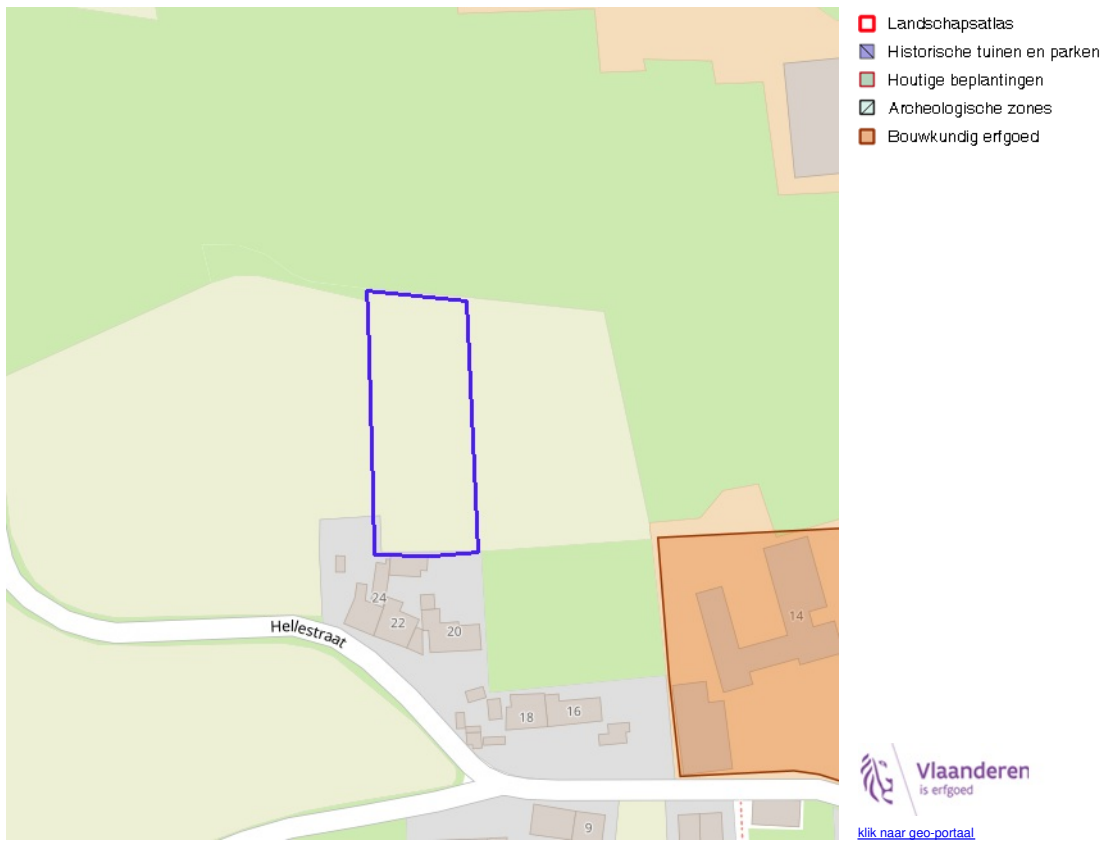 Landschapsatlas
Historische tuinen en parken
Houtige beplantingen
Archeologische zones
Bouwkundig erfgoed
14
24
22
20
Hellestraat
18
16
9
Vlaanderen
is erfgoed
klik naar geo-portaal